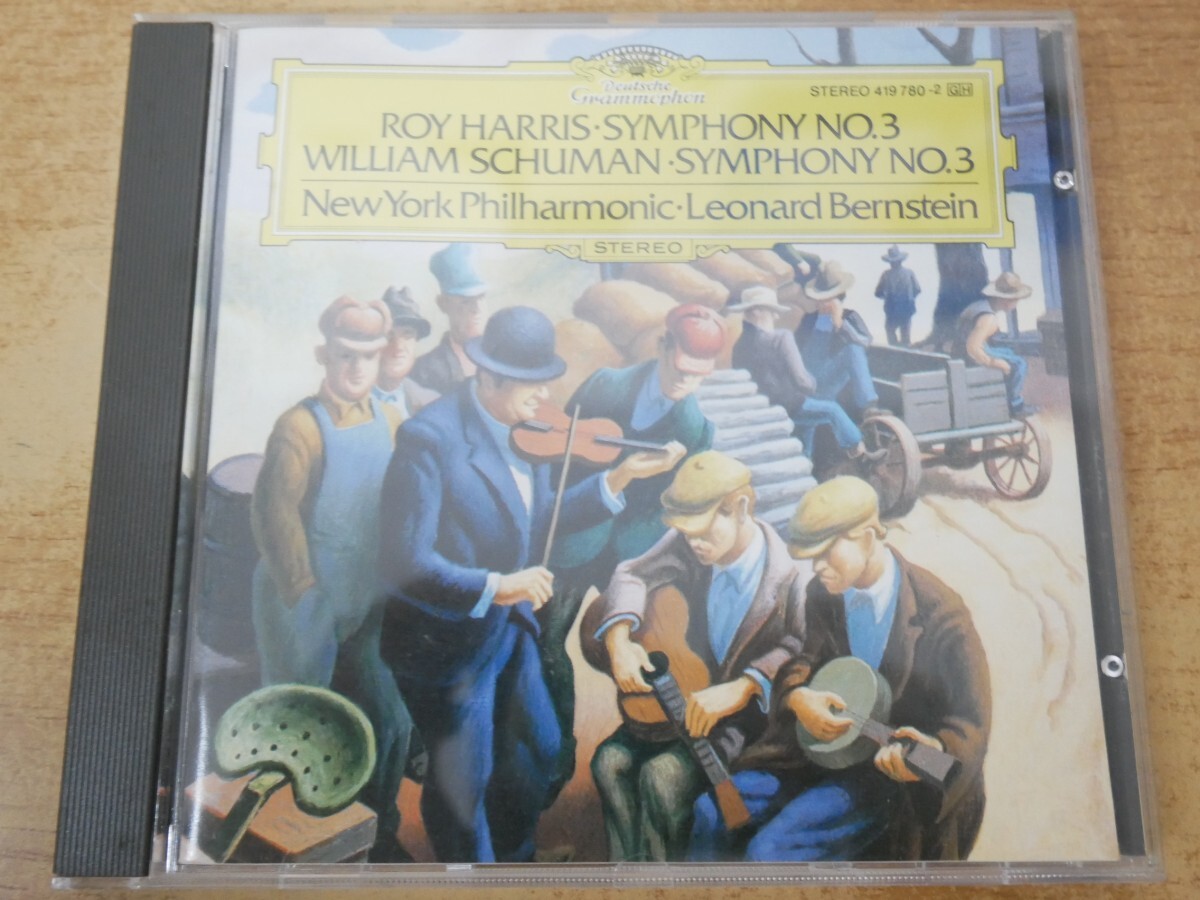 Deutsche
Grammophon
STEREO 419 780-2 GH
ROY HARRIS·SYMPHONY NO.3
WILLIAM SCHUMAN·SYMPHONY NO.3
New York Philharmonic·Leonard Bernstein
STEREO